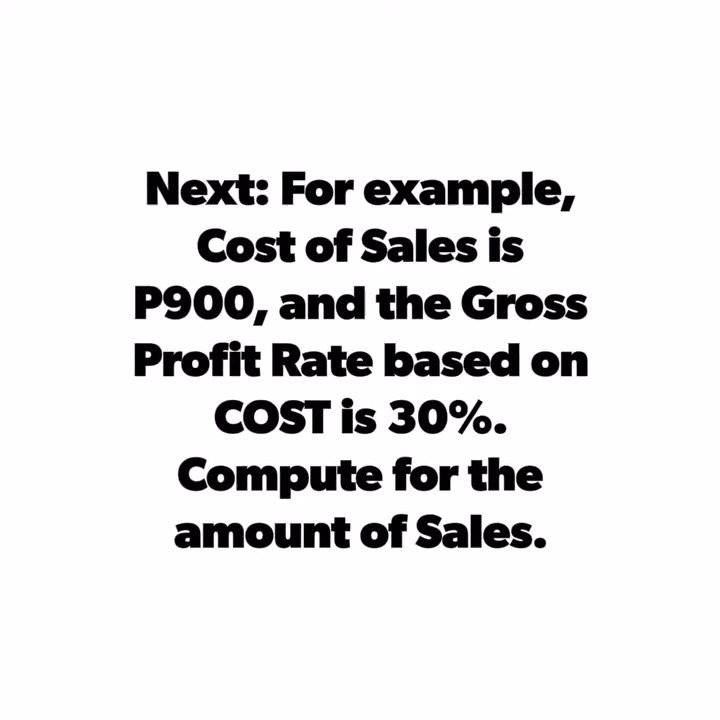 Next: For example,
Cost of Sales is
P900, and the Gross
Profit Rate based on
COST is 30%.
Compute for the
amount of Sales.